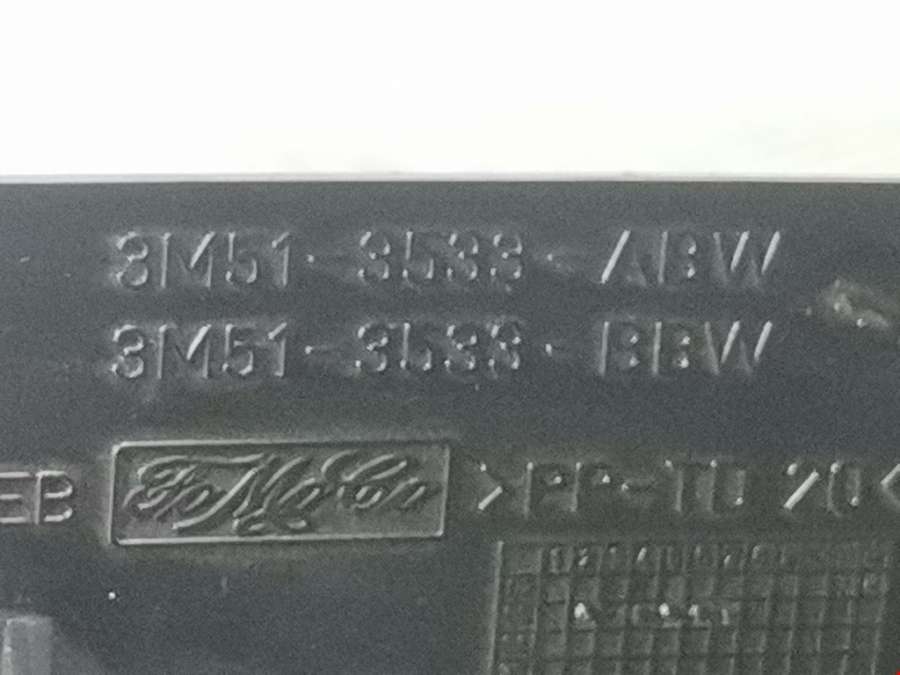 3M51-3533-ABW
3M51-3533-BBW
EB FoMoCo >PP-TD 20<